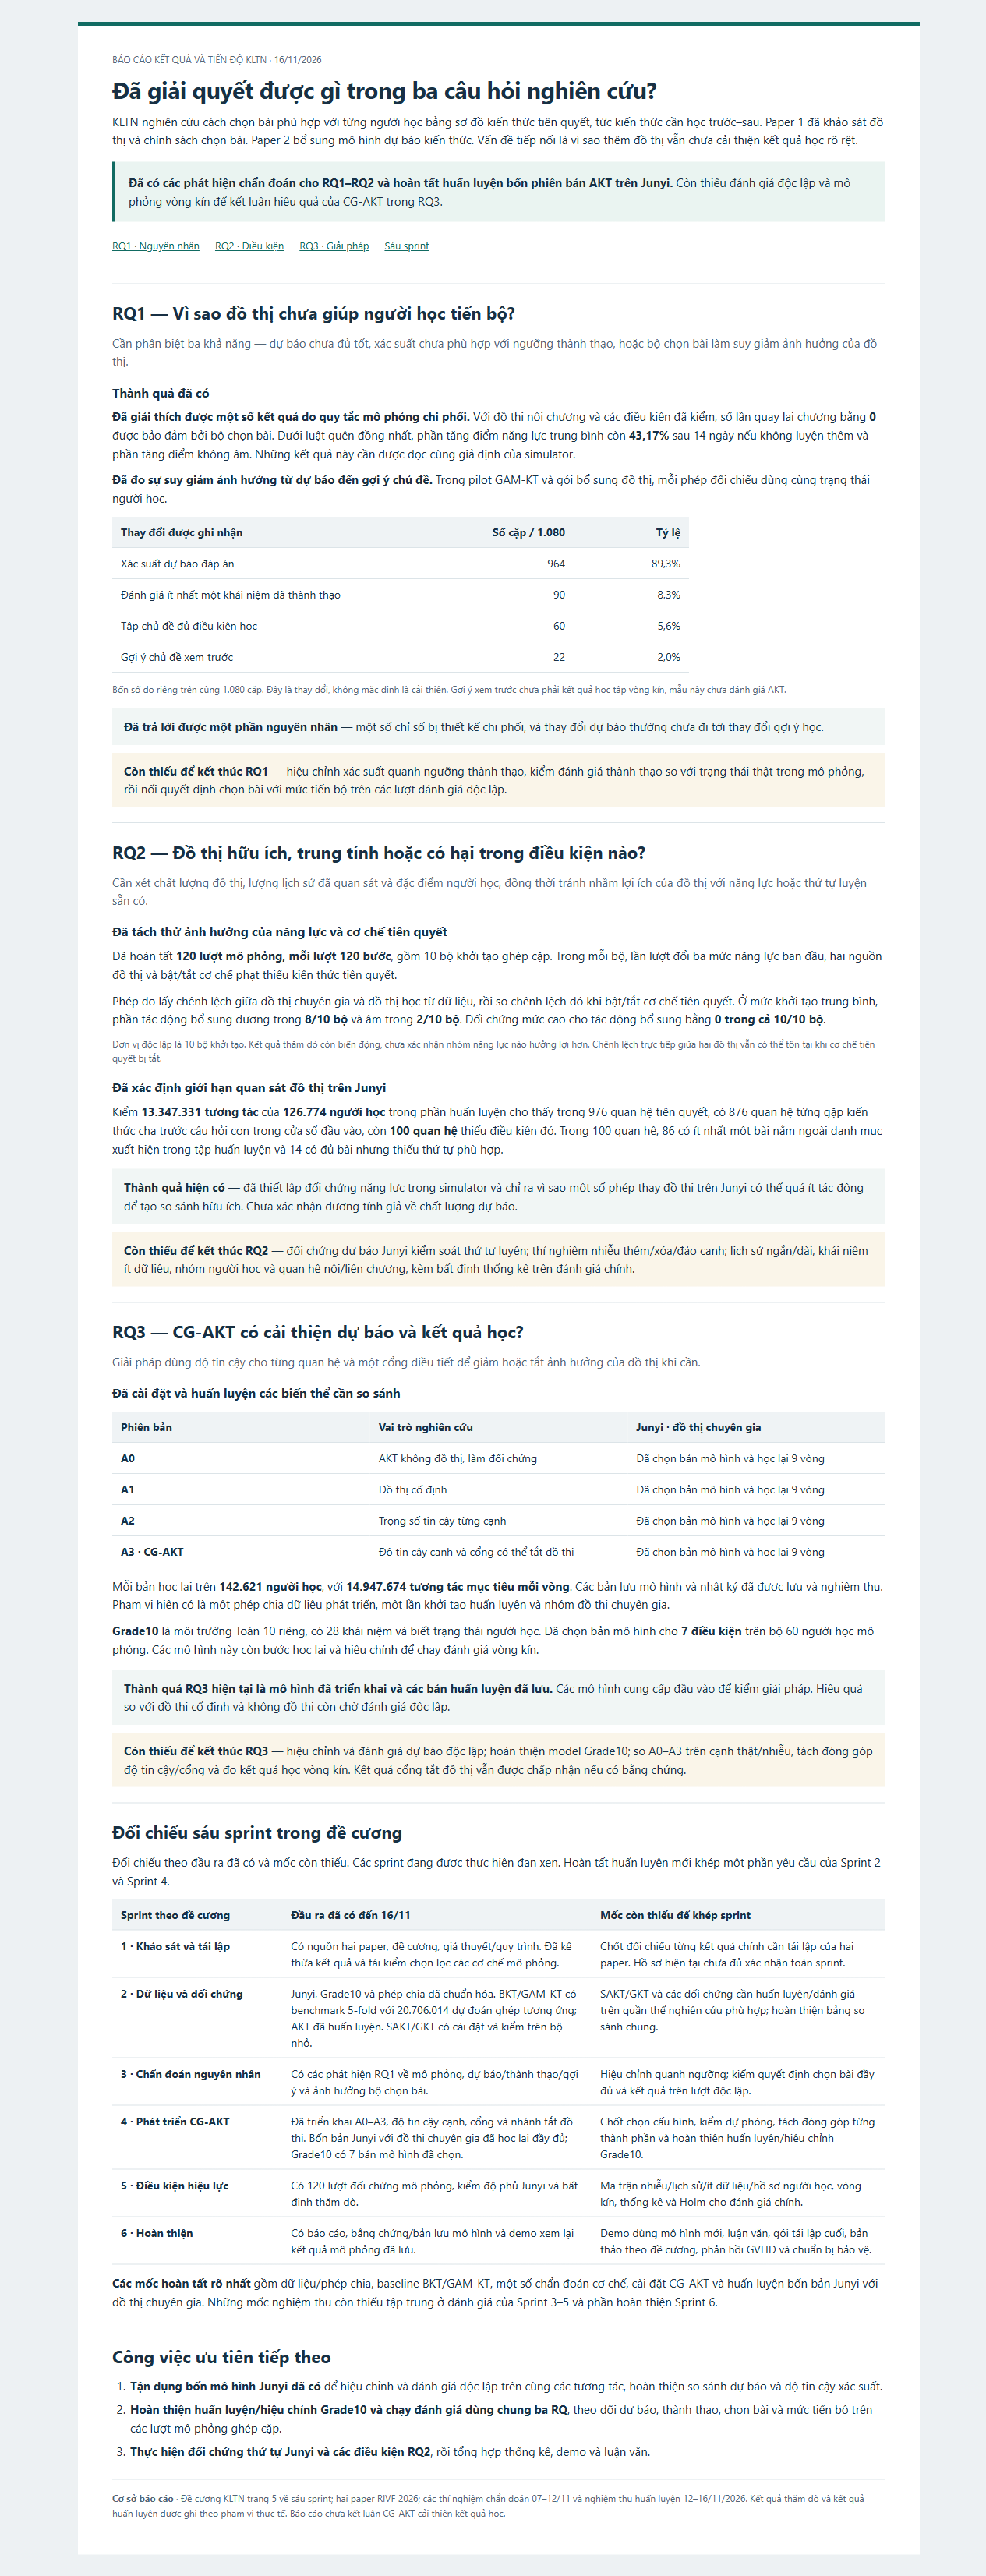 BÁO CÁO KẾT QUẢ VÀ TIẾN ĐỘ KLTN · 16/11/2026
Đã giải quyết được gì trong ba câu hỏi nghiên cứu?
KLTN nghiên cứu cách chọn bài phù hợp với từng người học bằng sơ đồ kiến thức tiên quyết, tức kiến thức cần học trước–sau. Paper 1 đã khảo sát đồ
thị và chính sách chọn bài. Paper 2 bổ sung mô hình dự báo kiến thức. Vấn đề tiếp nối là vì sao thêm đồ thị vẫn chưa cải thiện kết quả học rõ rệt.
Đã có các phát hiện chẩn đoán cho RQ1–RQ2 và hoàn tất huấn luyện bốn phiên bản AKT trên Junyi. Còn thiếu đánh giá độc lập và mô
phỏng vòng kín để kết luận hiệu quả của CG-AKT trong RQ3.
RQ1 · Nguyên nhân RQ2 · Điều kiện RQ3 · Giải pháp Sáu sprint
RQ1 — Vì sao đồ thị chưa giúp người học tiến bộ?
Cần phân biệt ba khả năng — dự báo chưa đủ tốt, xác suất chưa phù hợp với ngưỡng thành thạo, hoặc bộ chọn bài làm suy giảm ảnh hưởng của đồ
thị.
Thành quả đã có
Đã giải thích được một số kết quả do quy tắc mô phỏng chi phối. Với đồ thị nội chương và các điều kiện đã kiểm, số lần quay lại chương bằng 0
được bảo đảm bởi bộ chọn bài. Dưới luật quên đồng nhất, phần tăng điểm năng lực trung bình còn 43,17% sau 14 ngày nếu không luyện thêm và
phần tăng điểm không âm. Những kết quả này cần được đọc cùng giả định của simulator.
Đã đo sự suy giảm ảnh hưởng từ dự báo đến gợi ý chủ đề. Trong pilot GAM-KT và gói bổ sung đồ thị, mỗi phép đối chiếu dùng cùng trạng thái
người học.
Thay đổi được ghi nhận Số cặp / 1.080 Tỷ lệ
Xác suất dự báo đáp án 964 89,3%
Đánh giá ít nhất một khái niệm đã thành thạo 90 8,3%
Tập chủ đề đủ điều kiện học 60 5,6%
Gợi ý chủ đề xem trước 22 2,0%
Bốn số đo riêng trên cùng 1.080 cặp. Đây là thay đổi, không mặc định là cải thiện. Gợi ý xem trước chưa phải kết quả học tập vòng kín, mẫu này chưa đánh giá AKT.
Đã trả lời được một phần nguyên nhân — một số chỉ số bị thiết kế chi phối, và thay đổi dự báo thường chưa đi tới thay đổi gợi ý học.
Còn thiếu để kết thúc RQ1 — hiệu chỉnh xác suất quanh ngưỡng thành thạo, kiểm đánh giá thành thạo so với trạng thái thật trong mô phỏng,
rồi nối quyết định chọn bài với mức tiến bộ trên các lượt đánh giá độc lập.
RQ2 — Đồ thị hữu ích, trung tính hoặc có hại trong điều kiện nào?
Cần xét chất lượng đồ thị, lượng lịch sử đã quan sát và đặc điểm người học, đồng thời tránh nhầm lợi ích của đồ thị với năng lực hoặc thứ tự luyện
sẵn có.
Đã tách thử ảnh hưởng của năng lực và cơ chế tiên quyết
Đã hoàn tất 120 lượt mô phỏng, mỗi lượt 120 bước, gồm 10 bộ khởi tạo ghép cặp. Trong mỗi bộ, lần lượt đổi ba mức năng lực ban đầu, hai nguồn
đồ thị và bật/tắt cơ chế phạt thiếu kiến thức tiên quyết.
Phép đo lấy chênh lệch giữa đồ thị chuyên gia và đồ thị học từ dữ liệu, rồi so chênh lệch đó khi bật/tắt cơ chế tiên quyết. Ở mức khởi tạo trung bình,
phần tác động bổ sung dương trong 8/10 bộ và âm trong 2/10 bộ. Đối chứng mức cao cho tác động bổ sung bằng 0 trong cả 10/10 bộ.
Đơn vị độc lập là 10 bộ khởi tạo. Kết quả thăm dò còn biến động, chưa xác nhận nhóm năng lực nào hưởng lợi hơn. Chênh lệch trực tiếp giữa hai đồ thị vẫn có thể tồn tại khi cơ chế tiên
quyết bị tắt.
Đã xác định giới hạn quan sát đồ thị trên Junyi
Kiểm 13.347.331 tương tác của 126.774 người học trong phần huấn luyện cho thấy trong 976 quan hệ tiên quyết, có 876 quan hệ từng gặp kiến
thức cha trước câu hỏi con trong cửa sổ đầu vào, còn 100 quan hệ thiếu điều kiện đó. Trong 100 quan hệ, 86 có ít nhất một bài nằm ngoài danh mục
xuất hiện trong tập huấn luyện và 14 có đủ bài nhưng thiếu thứ tự phù hợp.
Thành quả hiện có — đã thiết lập đối chứng năng lực trong simulator và chỉ ra vì sao một số phép thay đồ thị trên Junyi có thể quá ít tác động
để tạo so sánh hữu ích. Chưa xác nhận dương tính giả về chất lượng dự báo.
Còn thiếu để kết thúc RQ2 — đối chứng dự báo Junyi kiểm soát thứ tự luyện; thí nghiệm nhiễu thêm/xóa/đảo cạnh; lịch sử ngắn/dài, khái niệm
ít dữ liệu, nhóm người học và quan hệ nội/liên chương, kèm bất định thống kê trên đánh giá chính.
RQ3 — CG-AKT có cải thiện dự báo và kết quả học?
Giải pháp dùng độ tin cậy cho từng quan hệ và một cổng điều tiết để giảm hoặc tắt ảnh hưởng của đồ thị khi cần.
Đã cài đặt và huấn luyện các biến thể cần so sánh
Phiên bản Vai trò nghiên cứu Junyi · đồ thị chuyên gia
A0 AKT không đồ thị, làm đối chứng Đã chọn bản mô hình và học lại 9 vòng
A1 Đồ thị cố định Đã chọn bản mô hình và học lại 9 vòng
A2 Trọng số tin cậy từng cạnh Đã chọn bản mô hình và học lại 9 vòng
A3 · CG-AKT Độ tin cậy cạnh và cổng có thể tắt đồ thị Đã chọn bản mô hình và học lại 9 vòng
Mỗi bản học lại trên 142.621 người học, với 14.947.674 tương tác mục tiêu mỗi vòng. Các bản lưu mô hình và nhật ký đã được lưu và nghiệm thu.
Phạm vi hiện có là một phép chia dữ liệu phát triển, một lần khởi tạo huấn luyện và nhóm đồ thị chuyên gia.
Grade10 là môi trường Toán 10 riêng, có 28 khái niệm và biết trạng thái người học. Đã chọn bản mô hình cho 7 điều kiện trên bộ 60 người học mô
phỏng. Các mô hình này còn bước học lại và hiệu chỉnh để chạy đánh giá vòng kín.
Thành quả RQ3 hiện tại là mô hình đã triển khai và các bản huấn luyện đã lưu. Các mô hình cung cấp đầu vào để kiểm giải pháp. Hiệu quả
so với đồ thị cố định và không đồ thị còn chờ đánh giá độc lập.
Còn thiếu để kết thúc RQ3 — hiệu chỉnh và đánh giá dự báo độc lập; hoàn thiện model Grade10; so A0–A3 trên cạnh thật/nhiễu, tách đóng góp
độ tin cậy/cổng và đo kết quả học vòng kín. Kết quả cổng tắt đồ thị vẫn được chấp nhận nếu có bằng chứng.
Đối chiếu sáu sprint trong đề cương
Đối chiếu theo đầu ra đã có và mốc còn thiếu. Các sprint đang được thực hiện đan xen. Hoàn tất huấn luyện mới khép một phần yêu cầu của Sprint 2
và Sprint 4.
Sprint theo đề cương Đầu ra đã có đến 16/11 Mốc còn thiếu để khép sprint
1 · Khảo sát và tái lập Có nguồn hai paper, đề cương, giả thuyết/quy trình. Đã kế Chốt đối chiếu từng kết quả chính cần tái lập của hai
thừa kết quả và tái kiểm chọn lọc các cơ chế mô phỏng. paper. Hồ sơ hiện tại chưa đủ xác nhận toàn sprint.
2 · Dữ liệu và đối chứng Junyi, Grade10 và phép chia đã chuẩn hóa. BKT/GAM-KT có SAKT/GKT và các đối chứng cần huấn luyện/đánh giá
benchmark 5-fold với 20.706.014 dự đoán ghép tương ứng; trên quần thể nghiên cứu phù hợp; hoàn thiện bảng so
AKT đã huấn luyện. SAKT/GKT có cài đặt và kiểm trên bộ sánh chung.
nhỏ.
3 · Chẩn đoán nguyên nhân Có các phát hiện RQ1 về mô phỏng, dự báo/thành thạo/gợi Hiệu chỉnh quanh ngưỡng; kiểm quyết định chọn bài đầy
ý và ảnh hưởng bộ chọn bài. đủ và kết quả trên lượt độc lập.
4 · Phát triển CG-AKT Đã triển khai A0–A3, độ tin cậy cạnh, cổng và nhánh tắt đồ Chốt chọn cấu hình, kiểm dự phòng, tách đóng góp từng
thị. Bốn bản Junyi với đồ thị chuyên gia đã học lại đầy đủ; thành phần và hoàn thiện huấn luyện/hiệu chỉnh
Grade10 có 7 bản mô hình đã chọn. Grade10.
5 · Điều kiện hiệu lực Có 120 lượt đối chứng mô phỏng, kiểm độ phủ Junyi và bất Ma trận nhiễu/lịch sử/ít dữ liệu/hồ sơ người học, vòng
định thăm dò. kín, thống kê và Holm cho đánh giá chính.
6 · Hoàn thiện Có báo cáo, bằng chứng/bản lưu mô hình và demo xem lại Demo dùng mô hình mới, luận văn, gói tái lập cuối, bản
kết quả mô phỏng đã lưu. thảo theo đề cương, phản hồi GVHD và chuẩn bị bảo vệ.
Các mốc hoàn tất rõ nhất gồm dữ liệu/phép chia, baseline BKT/GAM-KT, một số chẩn đoán cơ chế, cài đặt CG-AKT và huấn luyện bốn bản Junyi với
đồ thị chuyên gia. Những mốc nghiệm thu còn thiếu tập trung ở đánh giá của Sprint 3–5 và phần hoàn thiện Sprint 6.
Công việc ưu tiên tiếp theo
1. Tận dụng bốn mô hình Junyi đã có để hiệu chỉnh và đánh giá độc lập trên cùng các tương tác, hoàn thiện so sánh dự báo và độ tin cậy xác suất.
2. Hoàn thiện huấn luyện/hiệu chỉnh Grade10 và chạy đánh giá dùng chung ba RQ, theo dõi dự báo, thành thạo, chọn bài và mức tiến bộ trên
các lượt mô phỏng ghép cặp.
3. Thực hiện đối chứng thứ tự Junyi và các điều kiện RQ2, rồi tổng hợp thống kê, demo và luận văn.
Cơ sở báo cáo · Đề cương KLTN trang 5 về sáu sprint; hai paper RIVF 2026; các thí nghiệm chẩn đoán 07–12/11 và nghiệm thu huấn luyện 12–16/11/2026. Kết quả thăm dò và kết quả
huấn luyện được ghi theo phạm vi thực tế. Báo cáo chưa kết luận CG-AKT cải thiện kết quả học.